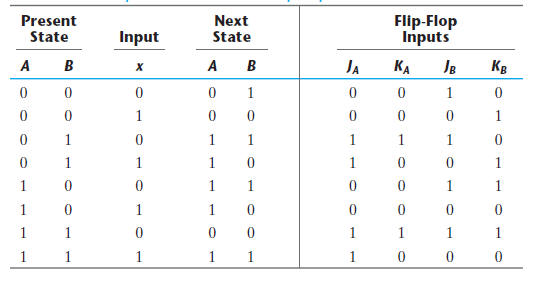 Present Next Flip-Flop
State Input State Inputs
A B x A B JA KA JB KB
0 0 0 0 1 0 0 1 0
0 0 1 0 0 0 0 0 1
0 1 0 1 1 1 1 1 0
0 1 1 1 0 1 0 0 1
1 0 0 1 1 0 0 1 1
1 0 1 1 0 0 0 0 0
1 1 0 0 0 1 1 1 1
1 1 1 1 1 1 0 0 0